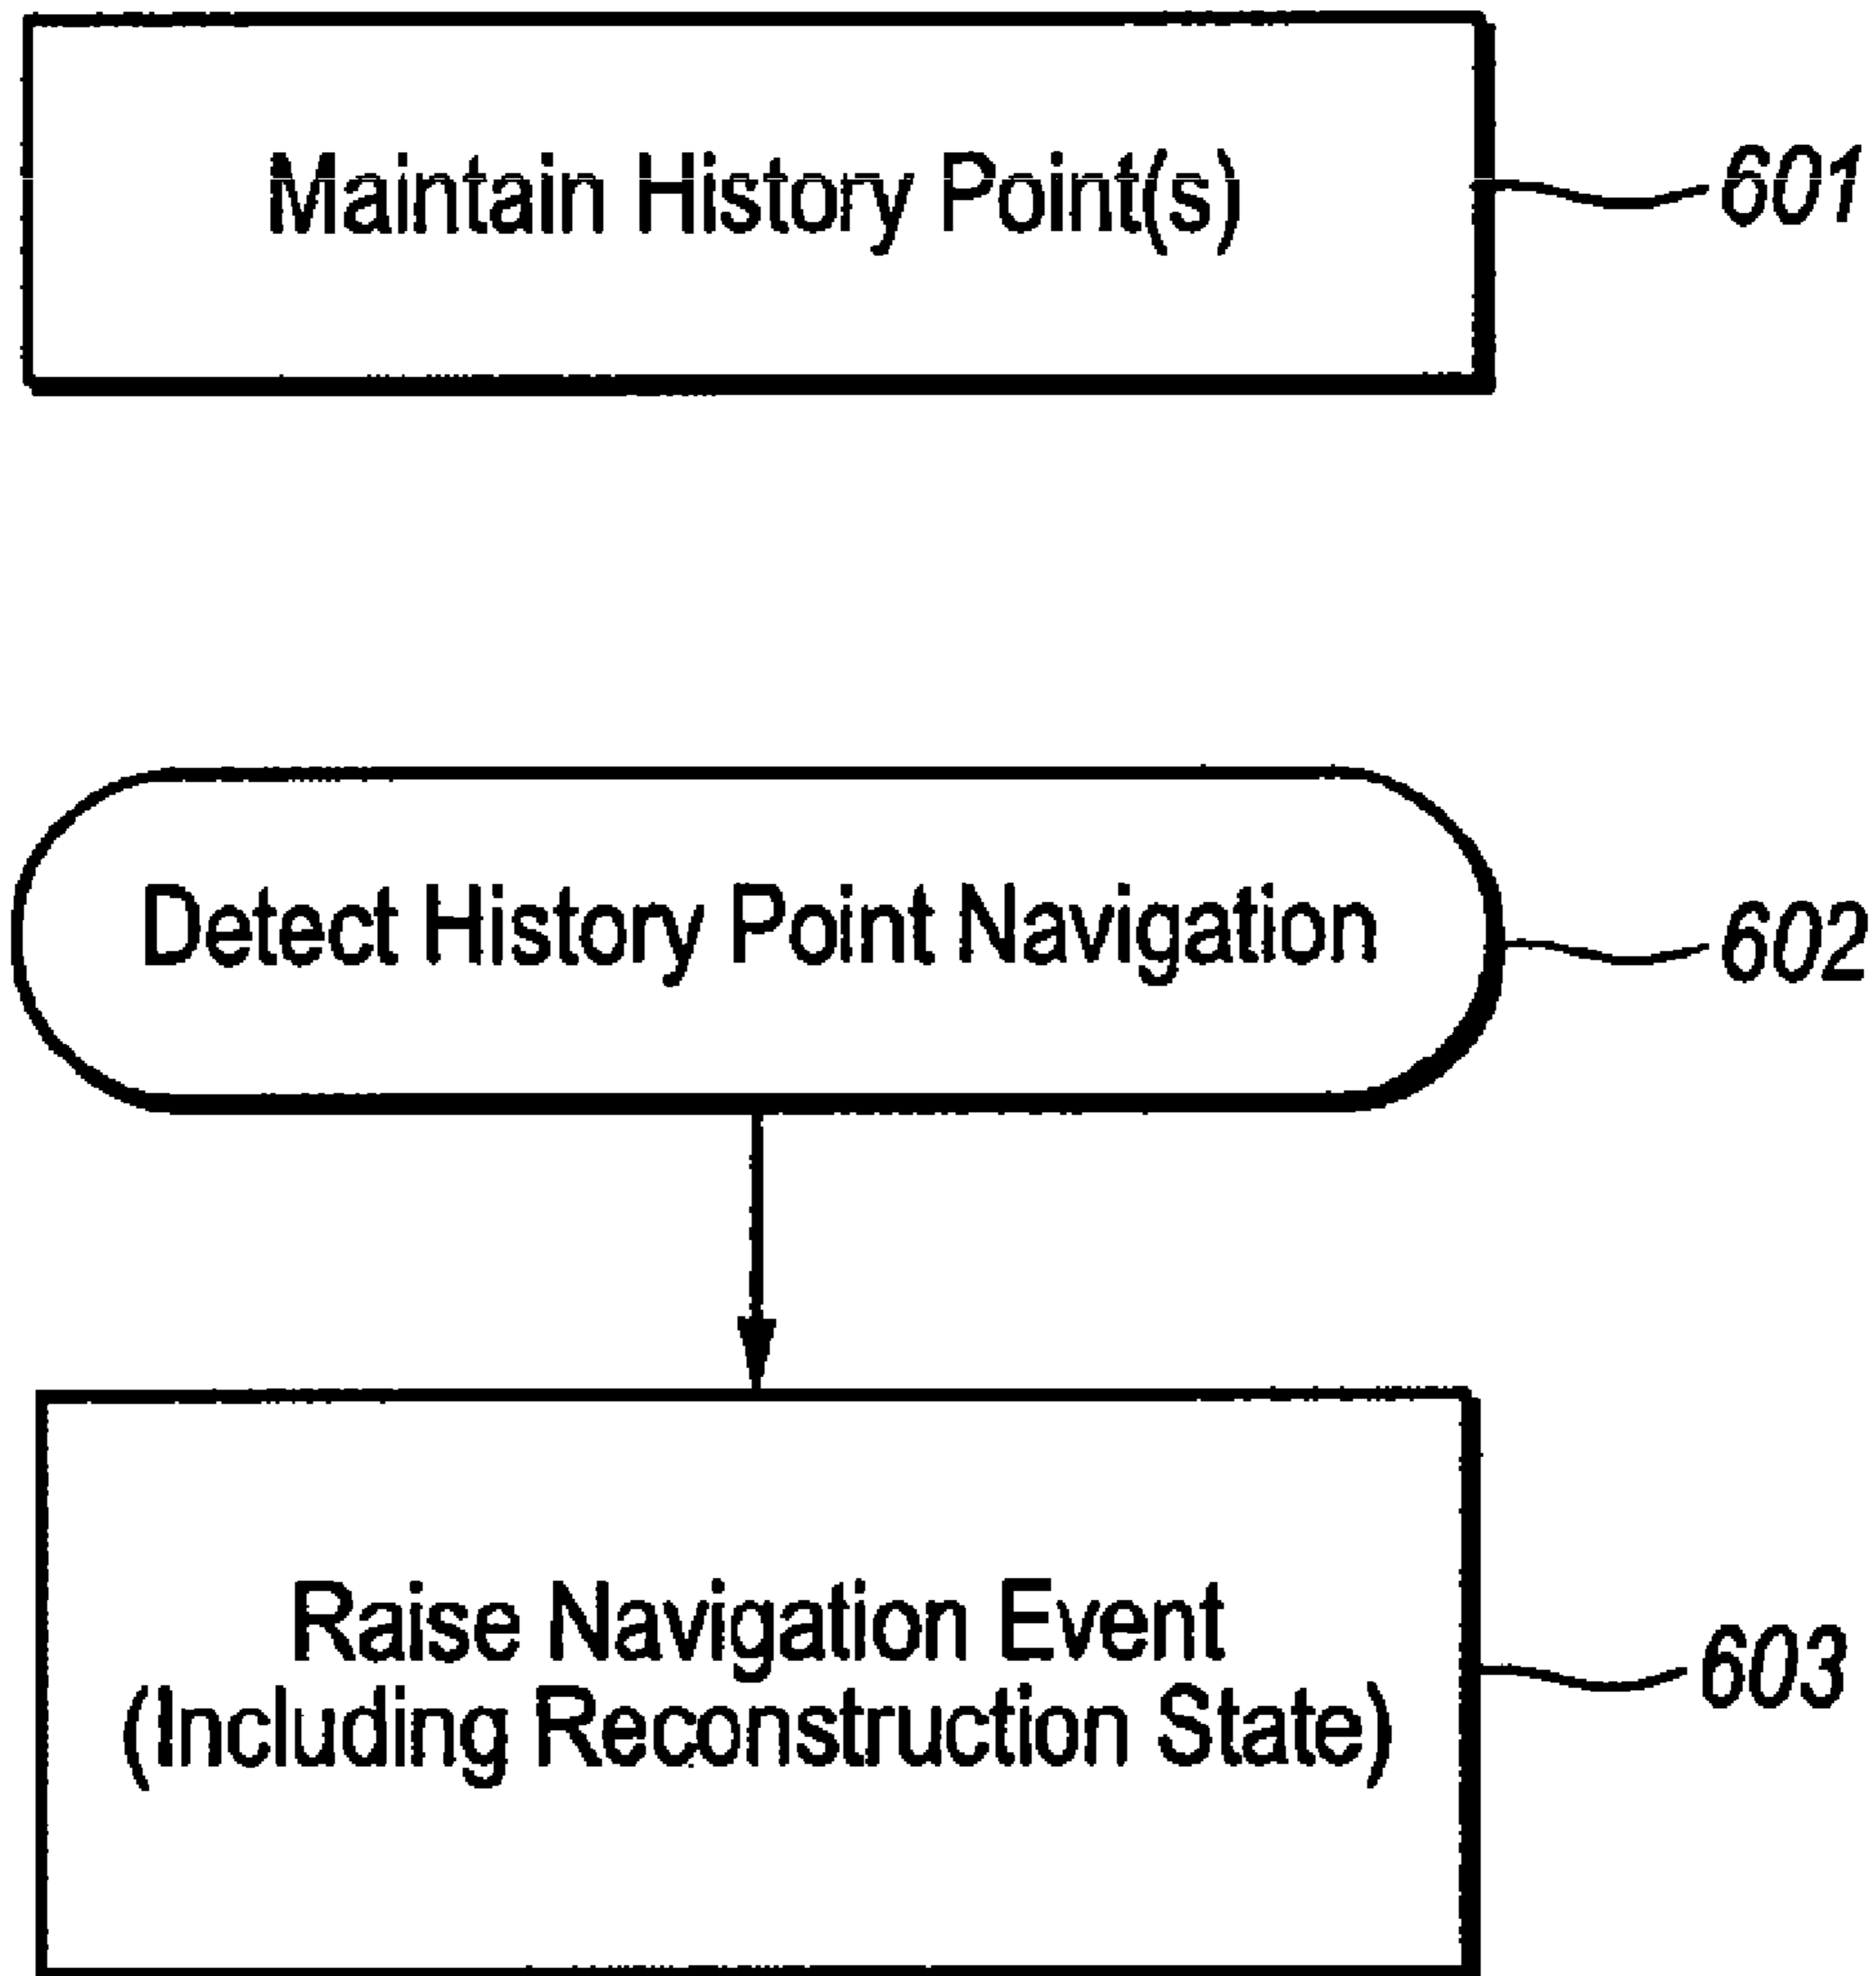 Maintain History Point(s)
601
Detect History Point Navigation
602
Raise Navigation Event
(Including Reconstruction State)
603